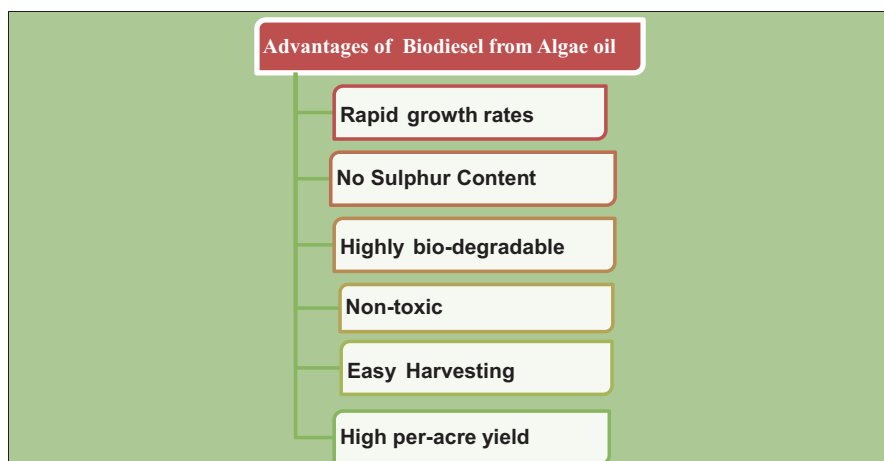 Advantages of Biodiesel from Algae oil
Rapid growth rates
No Sulphur Content
Highly bio-degradable
Non-toxic
Easy Harvesting
High per-acre yield